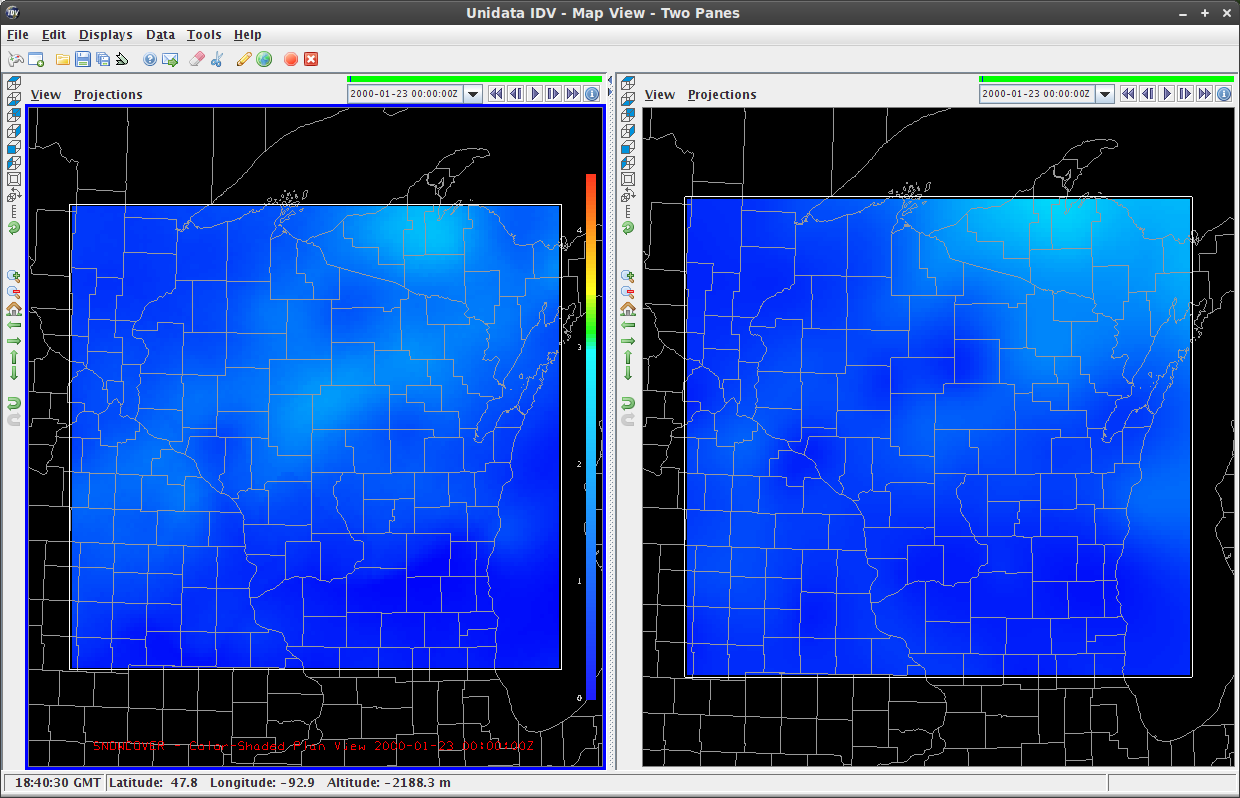 Unidata IDV - Map View - Two Panes
File Edit Displays Data Tools Help
View Projections
2000-01-23 00:00:00Z
View Projections
2000-01-23 00:00:00Z
4
3
2
1
0
- Color-Shaded Plan View 2000-01-23 00:00:00Z
18:40:30 GMT Latitude: 47.8 Longitude: -92.9 Altitude: -2188.3 m